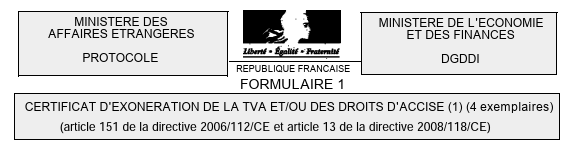 MINISTERE DES
AFFAIRES ETRANGERES
PROTOCOLE
Liberté • Égalité • Fraternité
REPUBLIQUE FRANCAISE
FORMULAIRE 1
MINISTERE DE L'ECONOMIE
ET DES FINANCES
DGDDI
CERTIFICAT D'EXONERATION DE LA TVA ET/OU DES DROITS D'ACCISE (1) (4 exemplaires)
(article 151 de la directive 2006/112/CE et article 13 de la directive 2008/118/CE)